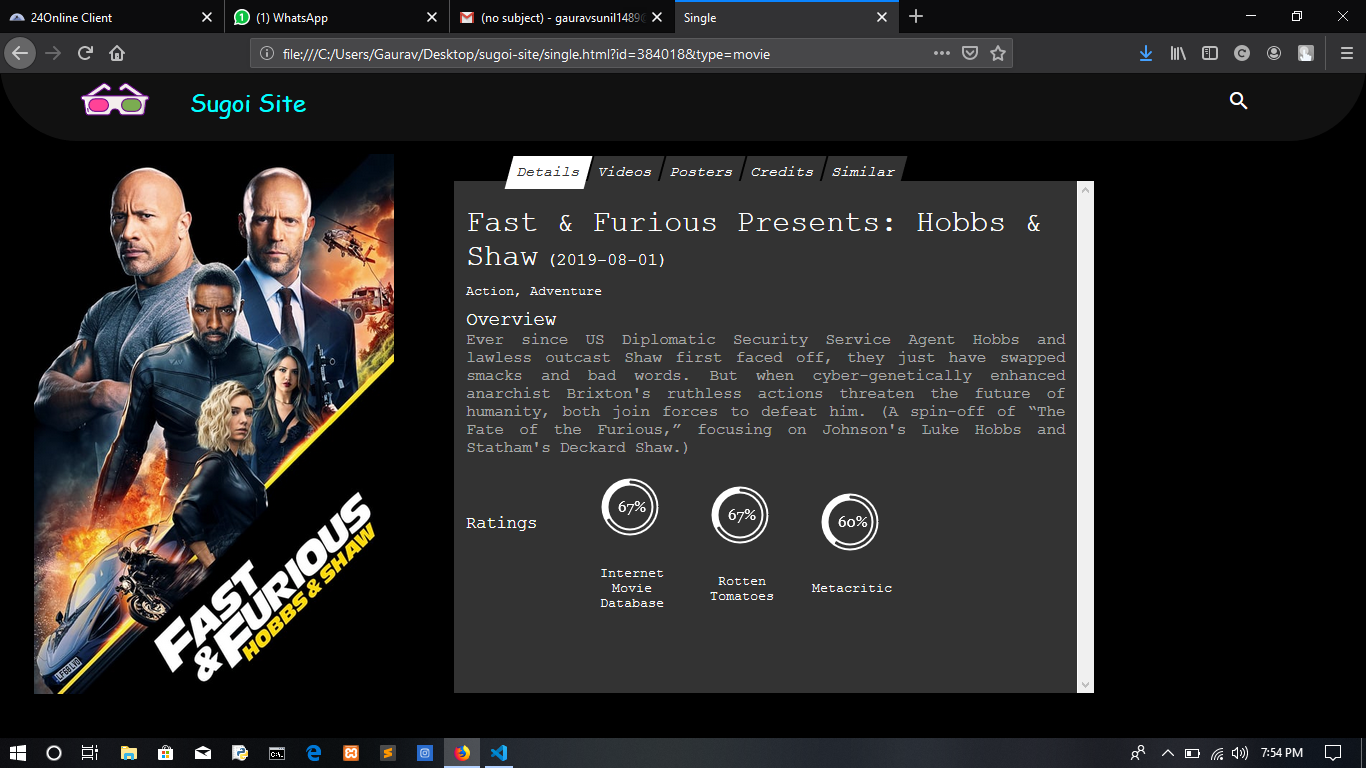 24Online Client
(1) WhatsApp
(no subject) - gauravsunil1489@
Single
file:///C:/Users/Gaurav/Desktop/sugoi-site/single.html?id=384018&type=movie
Sugoi Site
Details Videos Posters Credits Similar
Fast & Furious Presents: Hobbs &
Shaw (2019-08-01)
Action, Adventure
Overview
Ever since US Diplomatic Security Service Agent Hobbs and
lawless outcast Shaw first faced off, they just have swapped
smacks and bad words. But when cyber-genetically enhanced
anarchist Brixton's ruthless actions threaten the future of
humanity, both join forces to defeat him. (A spin-off of “The
Fate of the Furious,” focusing on Johnson's Luke Hobbs and
Statham's Deckard Shaw.)
Ratings
67%
67%
60%
Internet
Movie
Database
Rotten
Tomatoes
Metacritic
FAST
& FURIOUS
HOBBS & SHAW
7:54 PM